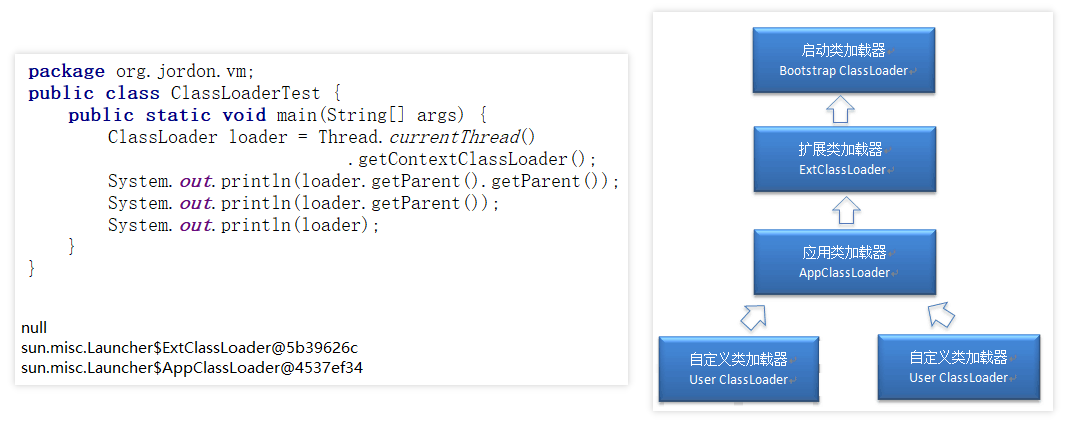 package org.jordon.vm;
public class ClassLoaderTest {
    public static void main(String[] args) {
        ClassLoader loader = Thread.currentThread()
                                .getContextClassLoader();
        System.out.println(loader.getParent().getParent());
        System.out.println(loader.getParent());
        System.out.println(loader);
    }
}
null
sun.misc.Launcher$ExtClassLoader@5b39626c
sun.misc.Launcher$AppClassLoader@4537ef34
启动类加载器
Bootstrap ClassLoader
扩展类加载器
ExtClassLoader
应用类加载器
AppClassLoader
自定义类加载器
User ClassLoader
自定义类加载器
User ClassLoader